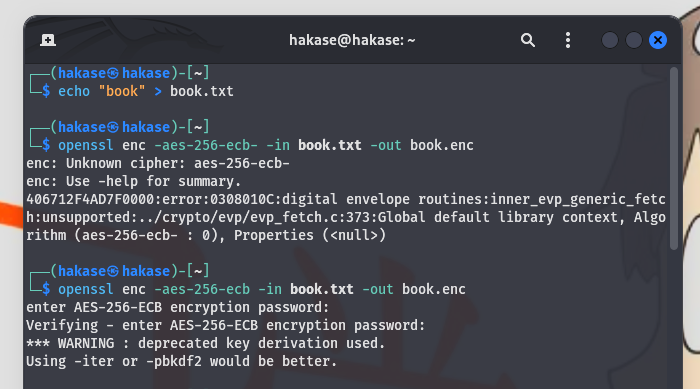 hakase@hakase: ~
┌──(hakase㉿hakase)-[~]
└─$ echo "book" > book.txt
┌──(hakase㉿hakase)-[~]
└─$ openssl enc -aes-256-ecb- -in book.txt -out book.enc
enc: Unknown cipher: aes-256-ecb-
enc: Use -help for summary.
406712F4AD7F0000:error:0308010C:digital envelope routines:inner_evp_generic_fetc
h:unsupported:../crypto/evp/evp_fetch.c:373:Global default library context, Algo
rithm (aes-256-ecb- : 0), Properties (<null>)
┌──(hakase㉿hakase)-[~]
└─$ openssl enc -aes-256-ecb -in book.txt -out book.enc
enter AES-256-ECB encryption password:
Verifying - enter AES-256-ECB encryption password:
*** WARNING : deprecated key derivation used.
Using -iter or -pbkdf2 would be better.